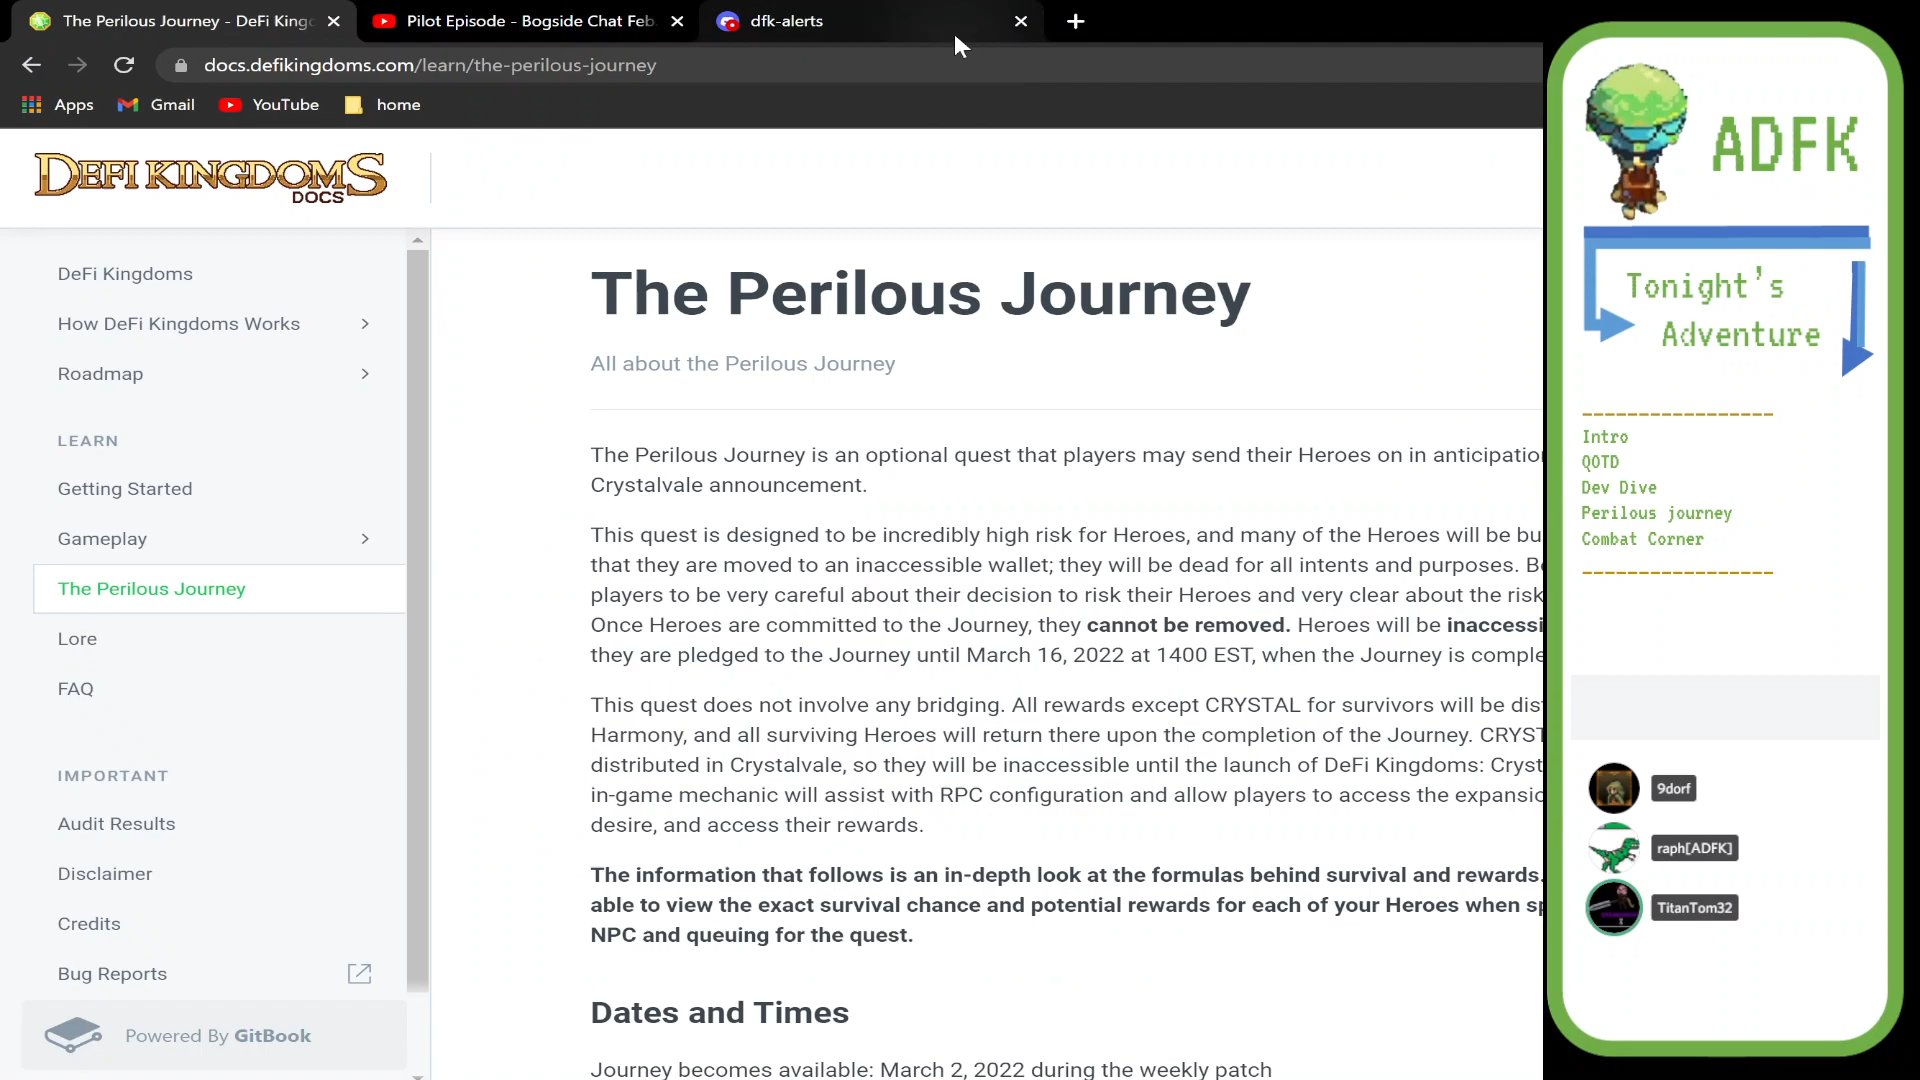 The Perilous Journey - DeFi King
Pilot Episode - Bogside Chat Feb
dfk-alerts
docs.defikingdoms.com/learn/the-perilous-journey
Apps
Gmail
YouTube
home
DEFI KINGDOMS
DOCS
DeFi Kingdoms
How DeFi Kingdoms Works
Roadmap
LEARN
Getting Started
Gameplay
The Perilous Journey
Lore
FAQ
IMPORTANT
Audit Results
Disclaimer
Credits
Bug Reports
Powered By GitBook
The Perilous Journey
All about the Perilous Journey
The Perilous Journey is an optional quest that players may send their Heroes on in anticipation
Crystalvale announcement.
This quest is designed to be incredibly high risk for Heroes, and many of the Heroes will be bu
that they are moved to an inaccessible wallet; they will be dead for all intents and purposes. Be
players to be very careful about their decision to risk their Heroes and very clear about the risk
Once Heroes are committed to the Journey, they cannot be removed. Heroes will be inaccessi
they are pledged to the Journey until March 16, 2022 at 1400 EST, when the Journey is comple
This quest does not involve any bridging. All rewards except CRYSTAL for survivors will be dis
Harmony, and all surviving Heroes will return there upon the completion of the Journey. CRYST
distributed in Crystalvale, so they will be inaccessible until the launch of DeFi Kingdoms: Cryst
in-game mechanic will assist with RPC configuration and allow players to access the expansio
desire, and access their rewards.
The information that follows is an in-depth look at the formulas behind survival and rewards.
able to view the exact survival chance and potential rewards for each of your Heroes when sp
NPC and queuing for the quest.
Dates and Times
Journey becomes available: March 2, 2022 during the weekly patch
ADFK
Tonight's
Adventure
Intro
QOTD
Dev Dive
Perilous journey
Combat Corner
9dorf
raph[ADFK]
TitanTom32